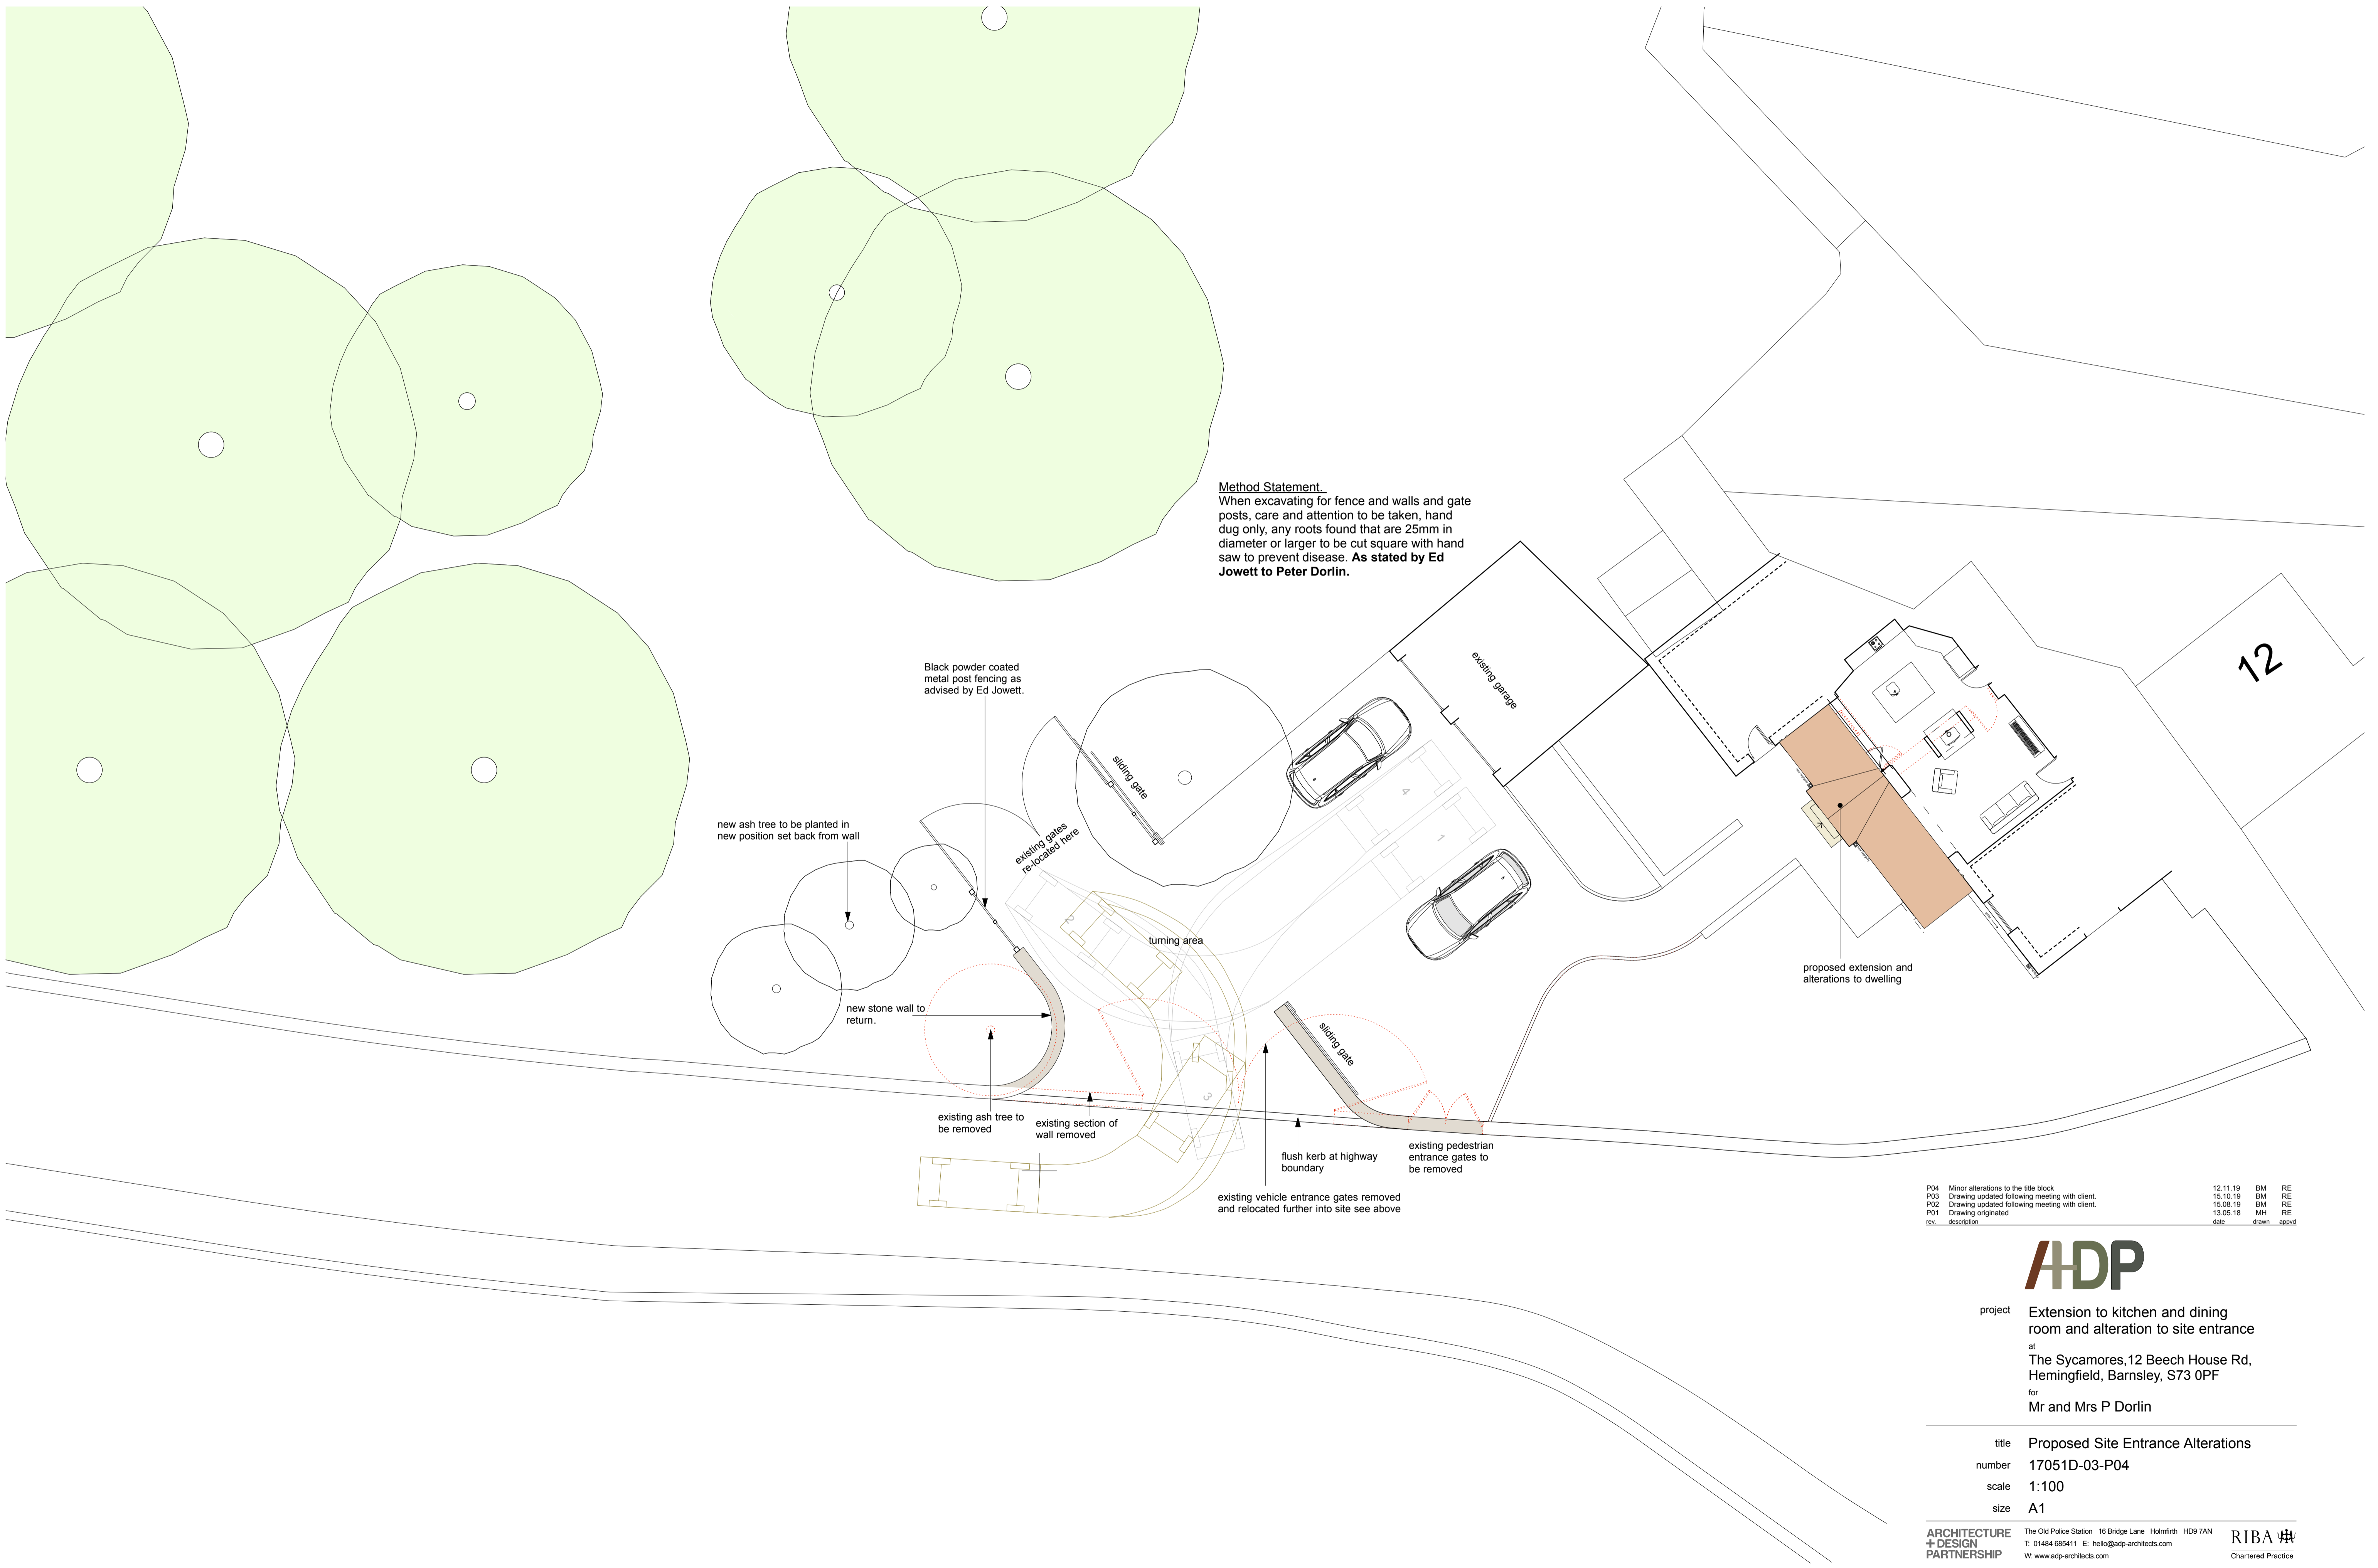 Method Statement.
When excavating for fence and walls and gate
posts, care and attention to be taken, hand
dug only, any roots found that are 25mm in
diameter or larger to be cut square with hand
saw to prevent disease. As stated by Ed
Jowett to Peter Dorlin.
existing garage
12
Black powder coated
metal post fencing as
advised by Ed Jowett.
sliding gate
new ash tree to be planted in
new position set back from wall
existing gates
re-located here
4
1
2
turning area
proposed extension and
alterations to dwelling
new stone wall to
return.
sliding gate
3
existing ash tree to
be removed
existing section of
wall removed
flush kerb at highway
boundary
existing pedestrian
entrance gates to
be removed
existing vehicle entrance gates removed
and relocated further into site see above
P04 Minor alterations to the title block 12.11.19 BM RE
P03 Drawing updated following meeting with client. 15.10.19 BM RE
P02 Drawing updated following meeting with client. 15.08.19 BM RE
P01 Drawing originated 13.05.18 MH RE
rev. description date drawn appvd
ADP
project Extension to kitchen and dining
room and alteration to site entrance
at
The Sycamores,12 Beech House Rd,
Hemingfield, Barnsley, S73 0PF
for
Mr and Mrs P Dorlin
title Proposed Site Entrance Alterations
number 17051D-03-P04
scale 1:100
size A1
ARCHITECTURE
+ DESIGN
PARTNERSHIP
The Old Police Station 16 Bridge Lane Holmfirth HD9 7AN
T: 01484 685411 E: hello@adp-architects.com
W: www.adp-architects.com
RIBA
Chartered Practice